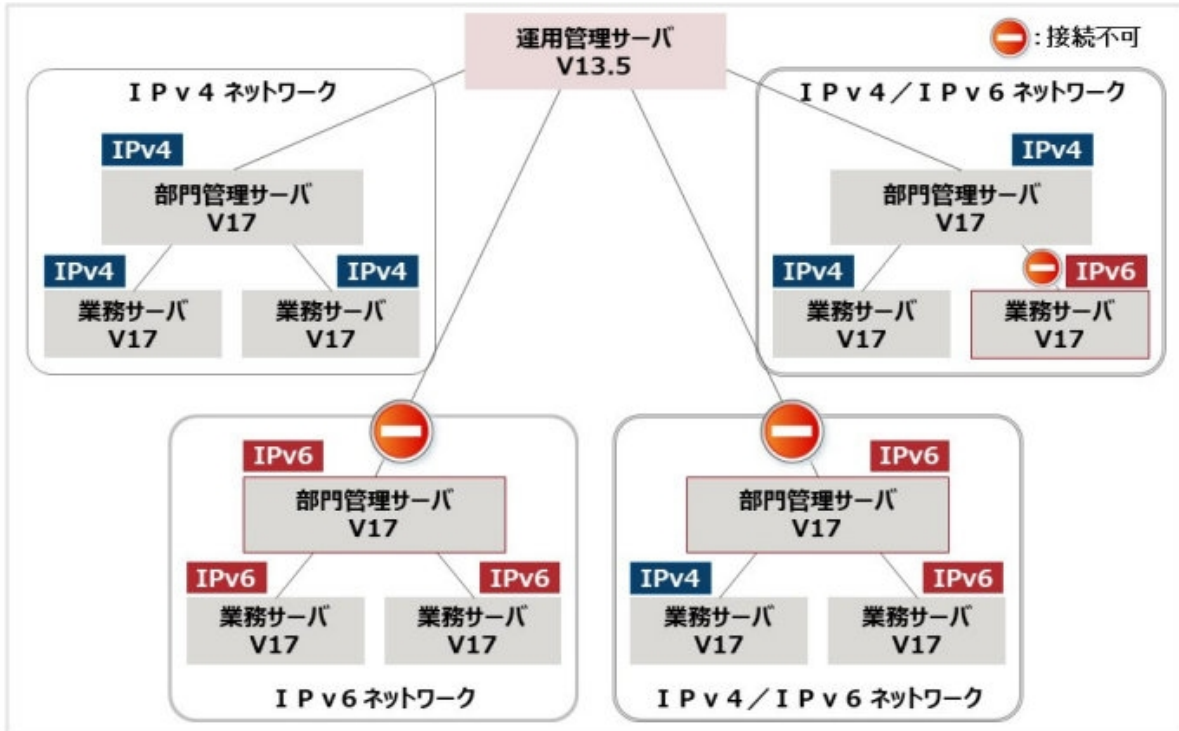 運用管理サーバ
V13.5
：接続不可
ＩＰｖ４ ネットワーク
IPv4
部門管理サーバ
V17
IPv4
IPv4
業務サーバ
V17
業務サーバ
V17
ＩＰｖ４／ＩＰｖ６ ネットワーク
IPv4
部門管理サーバ
V17
IPv4
IPv6
業務サーバ
V17
業務サーバ
V17
IPv6
部門管理サーバ
V17
IPv6
IPv6
業務サーバ
V17
業務サーバ
V17
ＩＰｖ６ ネットワーク
IPv6
部門管理サーバ
V17
IPv4
IPv6
業務サーバ
V17
業務サーバ
V17
ＩＰｖ４／ＩＰｖ６ ネットワーク